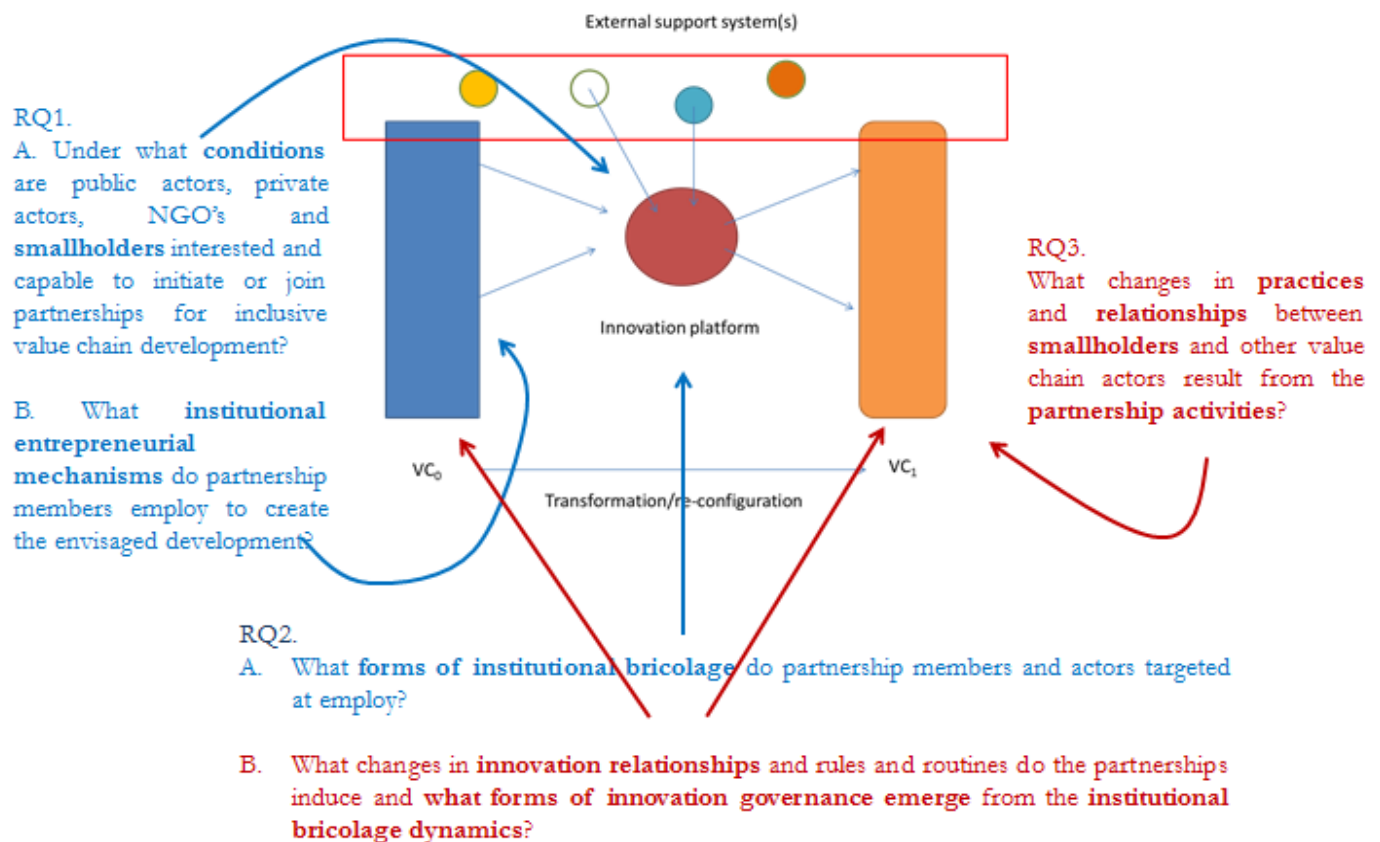 External support system(s)
RQ1.
A. Under what conditions
are public actors, private
actors, NGO’s and
smallholders interested and
capable to initiate or join
partnerships for inclusive
value chain development?
B. What institutional
entrepreneurial
mechanisms do partnership
members employ to create
the envisaged development?
Innovation platform
VC₀
VC₁
Transformation/re-configuration
RQ3.
What changes in practices
and relationships between
smallholders and other value
chain actors result from the
partnership activities?
RQ2.
A. What forms of institutional bricolage do partnership members and actors targeted
at employ?
B. What changes in innovation relationships and rules and routines do the partnerships
induce and what forms of innovation governance emerge from the institutional
bricolage dynamics?